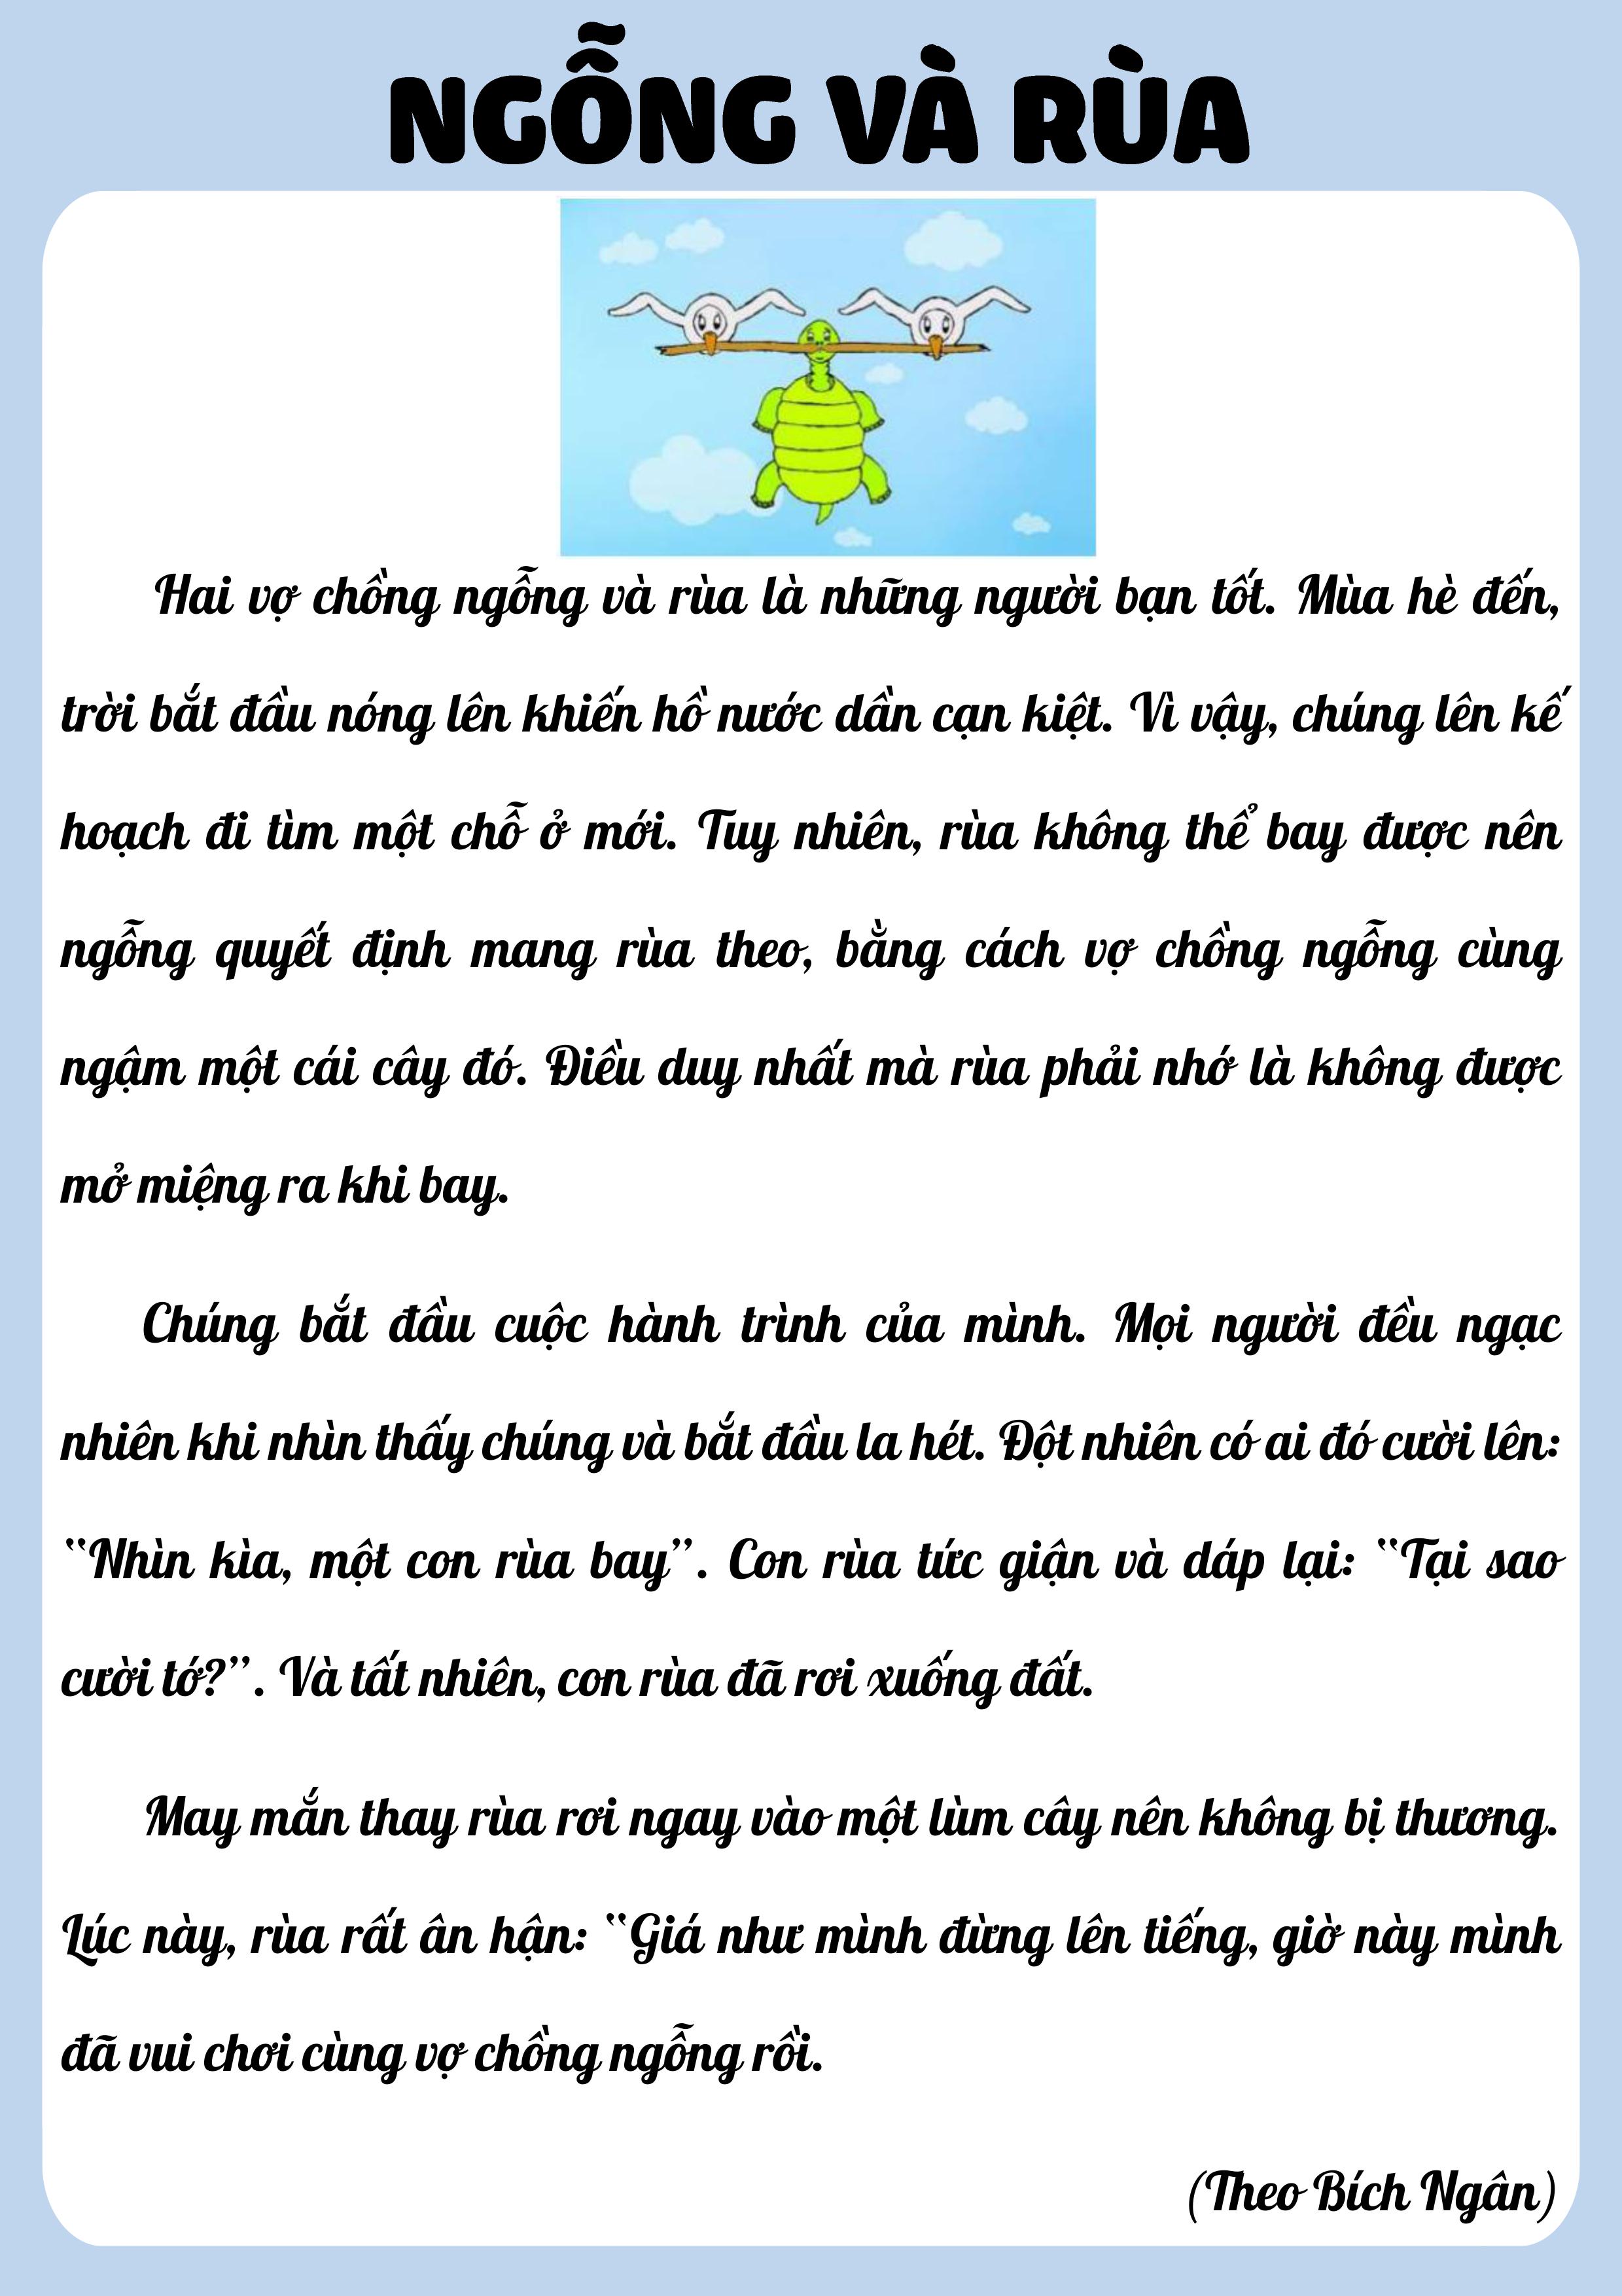 NGỖNG VÀ RÙA
Hai vợ chồng ngỗng và rùa là những người bạn tốt. Mùa hè đến,
trời bắt đầu nóng lên khiến hồ nước dần cạn kiệt. Vì vậy, chúng lên kế
hoạch đi tìm một chỗ ở mới. Tuy nhiên, rùa không thể bay được nên
ngỗng quyết định mang rùa theo, bằng cách vợ chồng ngỗng cùng
ngậm một cái cây đó. Điều duy nhất mà rùa phải nhớ là không được
mở miệng ra khi bay.
Chúng bắt đầu cuộc hành trình của mình. Mọi người đều ngạc
nhiên khi nhìn thấy chúng và bắt đầu la hét. Đột nhiên có ai đó cười lên:
“Nhìn kìa, một con rùa bay”. Con rùa tức giận và dáp lại: “Tại sao
cười tớ?”. Và tất nhiên, con rùa đã rơi xuống đất.
May mắn thay rùa rơi ngay vào một lùm cây nên không bị thương.
Lúc này, rùa rất ân hận: “Giá như mình đừng lên tiếng, giờ này mình
đã vui chơi cùng vợ chồng ngỗng rồi.
(Theo Bích Ngân)